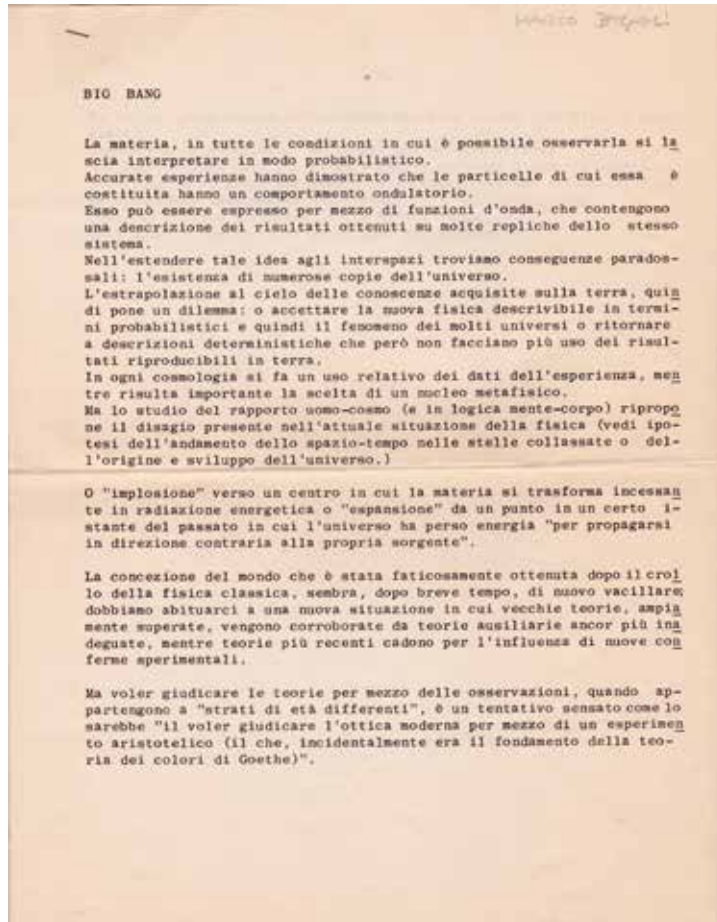 BIG BANG
La materia, in tutte le condizioni in cui è possibile osservarla si la
scia interpretare in modo probabilistico.
Accurate esperienze hanno dimostrato che le particelle di cui essa è
costituita hanno un comportamento ondulatorio.
Esso può essere espresso per mezzo di funzioni d'onda, che contengono
una descrizione dei risultati ottenuti su molte repliche dello stesso
sistema.
Nell'estendere tale idea agli interspazi troviamo conseguenze parados-
sali: l'esistenza di numerose copie dell'universo.
L'estrapolazione al cielo delle conoscenze acquisite sulla terra, quin
di pone un dilemma: o accettare la nuova fisica descrivibile in termi-
ni probabilistici e quindi il fenomeno dei molti universi o ritornare
a descrizioni deterministiche che però non facciano più uso dei risul-
tati riproducibili in terra.
In ogni cosmologia si fa un uso relativo dei dati dell'esperienza, men
tre risulta importante la scelta di un nucleo metafisico.
Ma lo studio del rapporto uomo-cosmo (e in logica mente-corpo) ripropo
ne il disagio presente nell'attuale situazione della fisica (vedi ipo-
tesi dell'andamento dello spazio-tempo nelle stelle collassate o del-
l'origine e sviluppo dell'universo.)
O "implosione" verso un centro in cui la materia si trasforma incessan
te in radiazione energetica o "espansione" da un punto in un certo i-
stante del passato in cui l'universo ha perso energia "per propagarsi
in direzione contraria alla propria sorgente".
La concezione del mondo che è stata faticosamente ottenuta dopo il crol
lo della fisica classica, sembra, dopo breve tempo, di nuovo vacillare;
dobbiamo abituarci a una nuova situazione in cui vecchie teorie, ampia
mente superate, vengono corroborate da teorie ausiliarie ancor più ina
deguate, mentre teorie più recenti cadono per l'influenza di nuove con
ferme sperimentali.
Ma voler giudicare le teorie per mezzo delle osservazioni, quando ap-
partengono a "strati di età differenti", è un tentativo sensato come lo
sarebbe "il voler giudicare l'ottica moderna per mezzo di un esperimen
to aristotelico (il che, incidentalmente era il fondamento della teo-
ria dei colori di Goethe)".